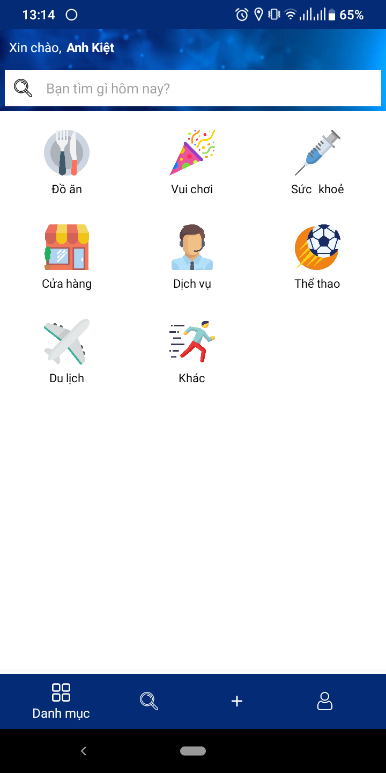 13:14
65%
Xin chào, Anh Kiệt
Bạn tìm gì hôm nay?
Đồ ăn
Vui chơi
Sức khoẻ
Cửa hàng
Dịch vụ
Thể thao
Du lịch
Khác
Danh mục